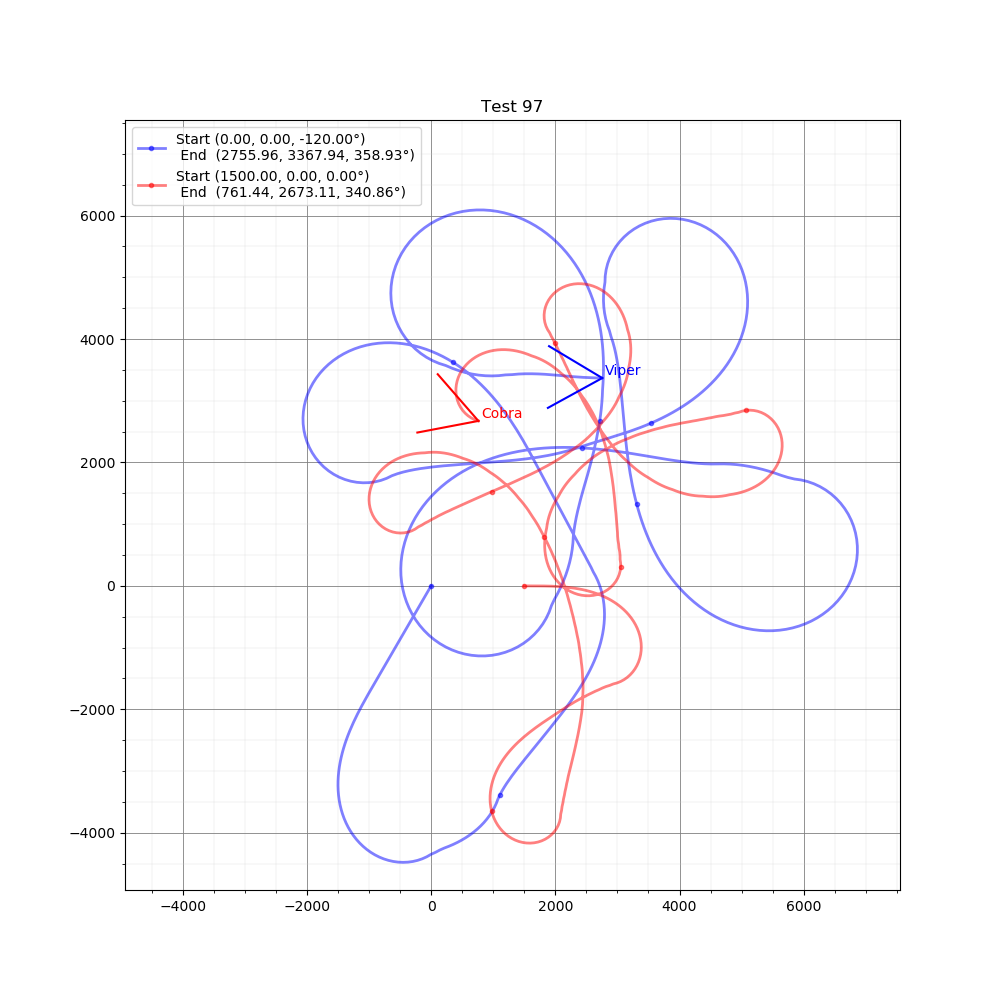 Test 97
Start (0.00, 0.00, -120.00°)
End (2755.96, 3367.94, 358.93°)
Start (1500.00, 0.00, 0.00°)
End (761.44, 2673.11, 340.86°)
6000
4000
2000
0
−2000
−4000
Viper
Cobra
−4000 −2000 0 2000 4000 6000